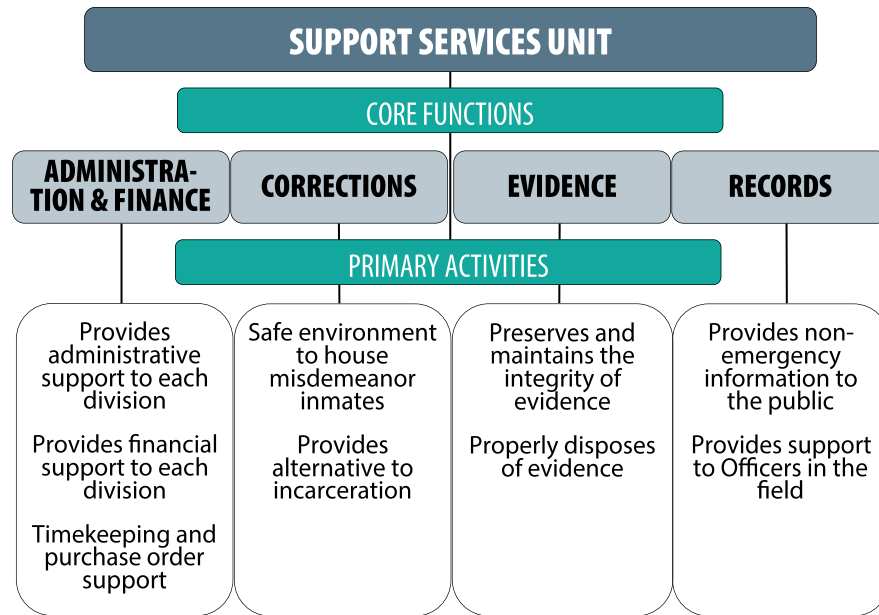 SUPPORT SERVICES UNIT
CORE FUNCTIONS
ADMINISTRA-
TION & FINANCE
CORRECTIONS
EVIDENCE
RECORDS
PRIMARY ACTIVITIES
Provides
administrative
support to each
division
Provides financial
support to each
division
Timekeeping and
purchase order
support
Safe environment
to house
misdemeanor
inmates
Provides
alternative to
incarceration
Preserves and
maintains the
integrity of
evidence
Properly disposes
of evidence
Provides non-
emergency
information to
the public
Provides support
to Officers in the
field